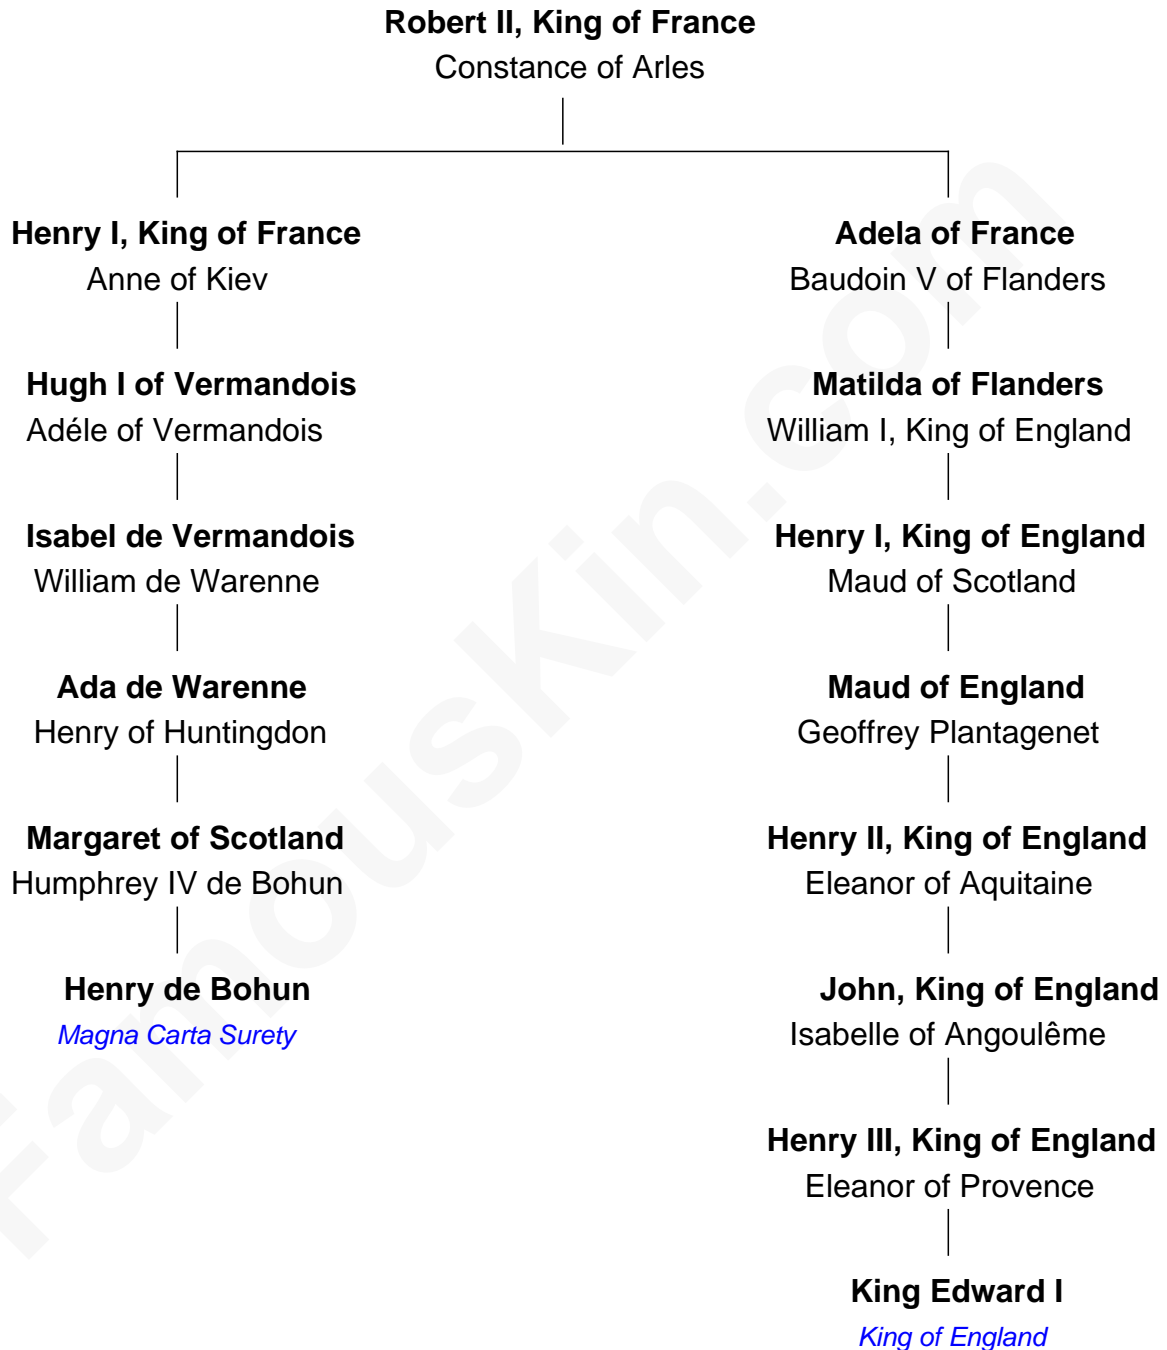 Robert II, King of France
Constance of Arles
Henry I, King of France
Anne of Kiev
Hugh I of Vermandois
Adéle of Vermandois
Isabel de Vermandois
William de Warenne
Ada de Warenne
Henry of Huntingdon
Margaret of Scotland
Humphrey IV de Bohun
Henry de Bohun
Magna Carta Surety
Adela of France
Baudoin V of Flanders
Matilda of Flanders
William I, King of England
Henry I, King of England
Maud of Scotland
Maud of England
Geoffrey Plantagenet
Henry II, King of England
Eleanor of Aquitaine
John, King of England
Isabelle of Angoulême
Henry III, King of England
Eleanor of Provence
King Edward I
King of England
FamousKin.com